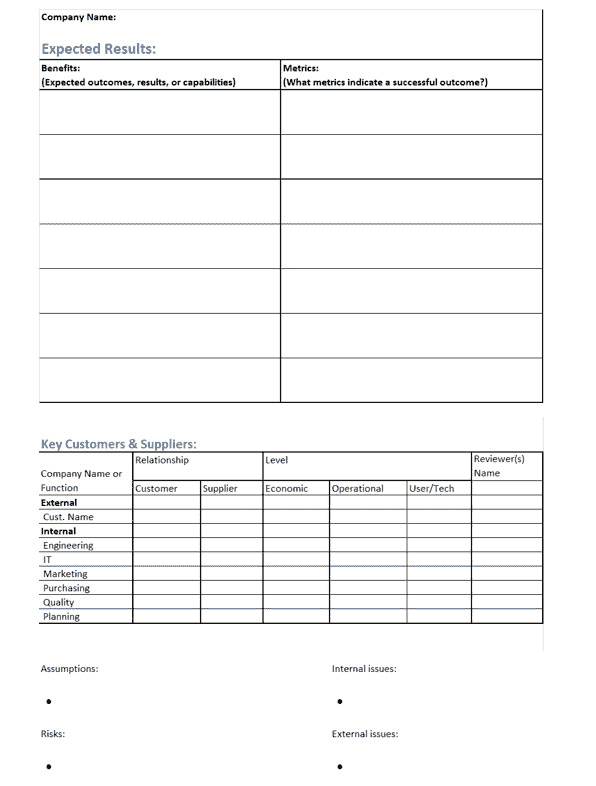 Company Name:
Expected Results:
Benefits:
(Expected outcomes, results, or capabilities)
Metrics:
(What metrics indicate a successful outcome?)
Key Customers & Suppliers:
Company Name or
Function
Relationship
Level
Reviewer(s)
Name
Customer
Supplier
Economic
Operational
User/Tech
External
Cust. Name
Internal
Engineering
IT
Marketing
Purchasing
Quality
Planning
Assumptions:
Internal issues:
Risks:
External issues: